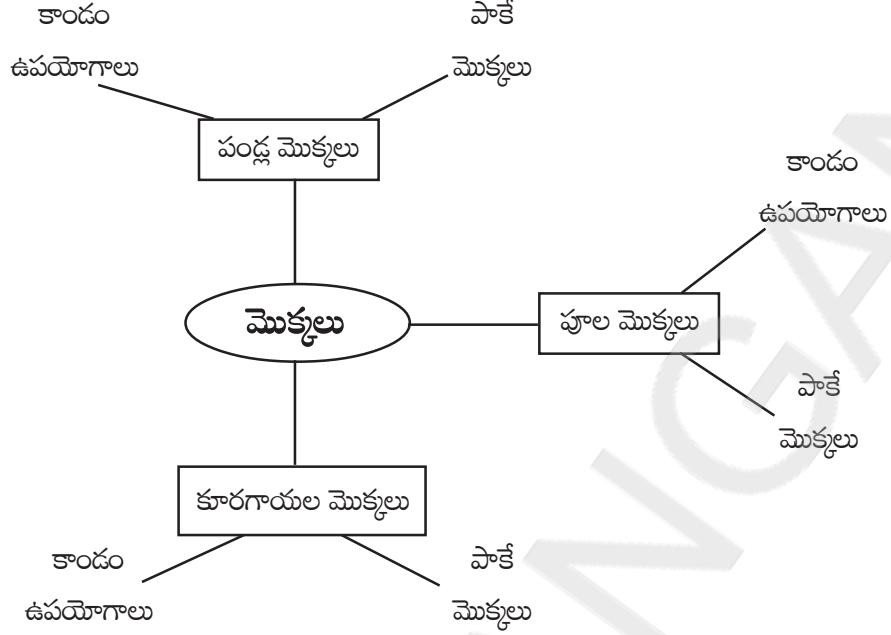 కాండం
ఉపయోగాలు
పాకే
మొక్కలు
పండ్ల మొక్కలు
కాండం
ఉపయోగాలు
మొక్కలు
పూల మొక్కలు
పాకే
మొక్కలు
కూరగాయల మొక్కలు
కాండం
ఉపయోగాలు
పాకే
మొక్కలు